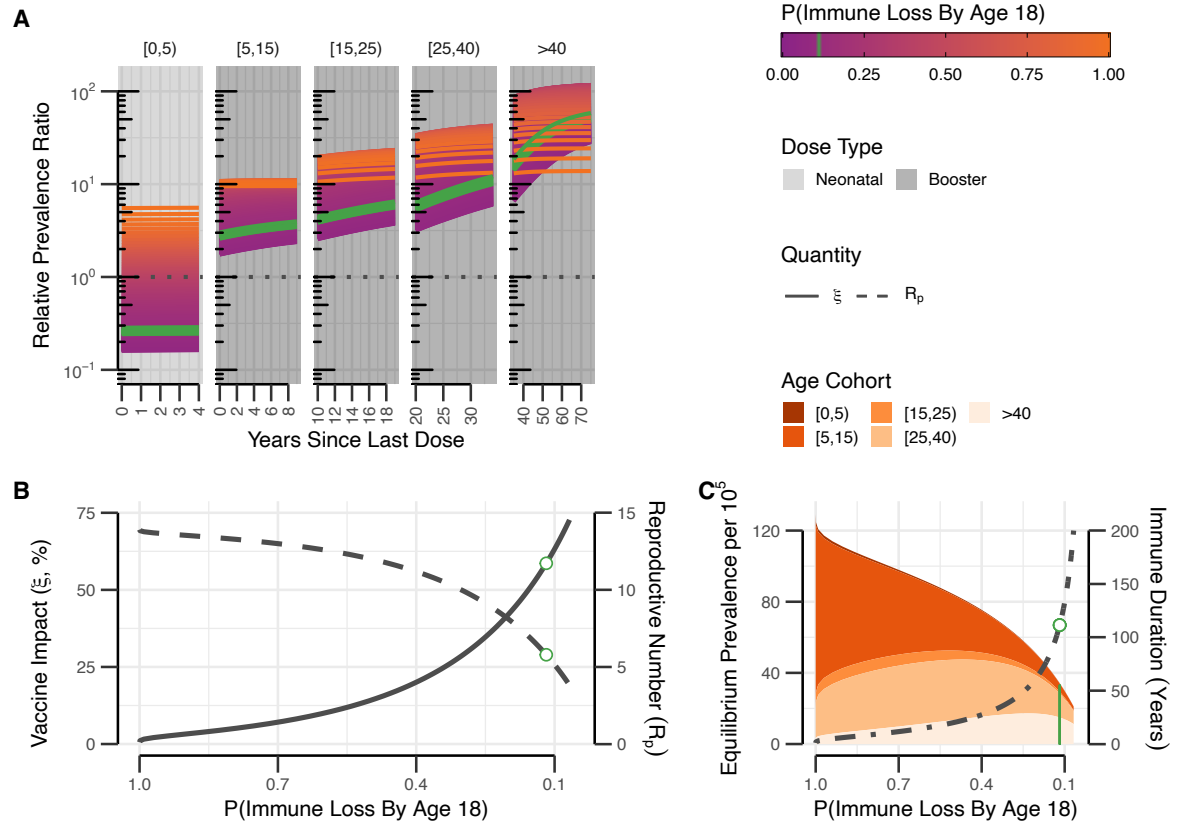 A
[0,5)
[5,15)
[15,25)
[25,40)
>40
Relative Prevalence Ratio
10²
10¹
10⁰
10⁻¹
0 1 2 3 4
0 2 4 6 8
10 12 14 16 18
20 25 30
40 50 60 70
Years Since Last Dose
P(Immune Loss By Age 18)
0.00 0.25 0.50 0.75 1.00
Dose Type
Neonatal Booster
Quantity
ξ Rₚ
Age Cohort
[0,5) [15,25) >40
[5,15) [25,40)
B
Vaccine Impact (ξ, %)
75
50
25
0
Reproductive Number (Rₚ)
15
10
5
0
1.0 0.7 0.4 0.1
P(Immune Loss By Age 18)
C
Equilibrium Prevalence per 10⁵
120
80
40
0
Immune Duration (Years)
200
150
100
50
0
1.0 0.7 0.4 0.1
P(Immune Loss By Age 18)